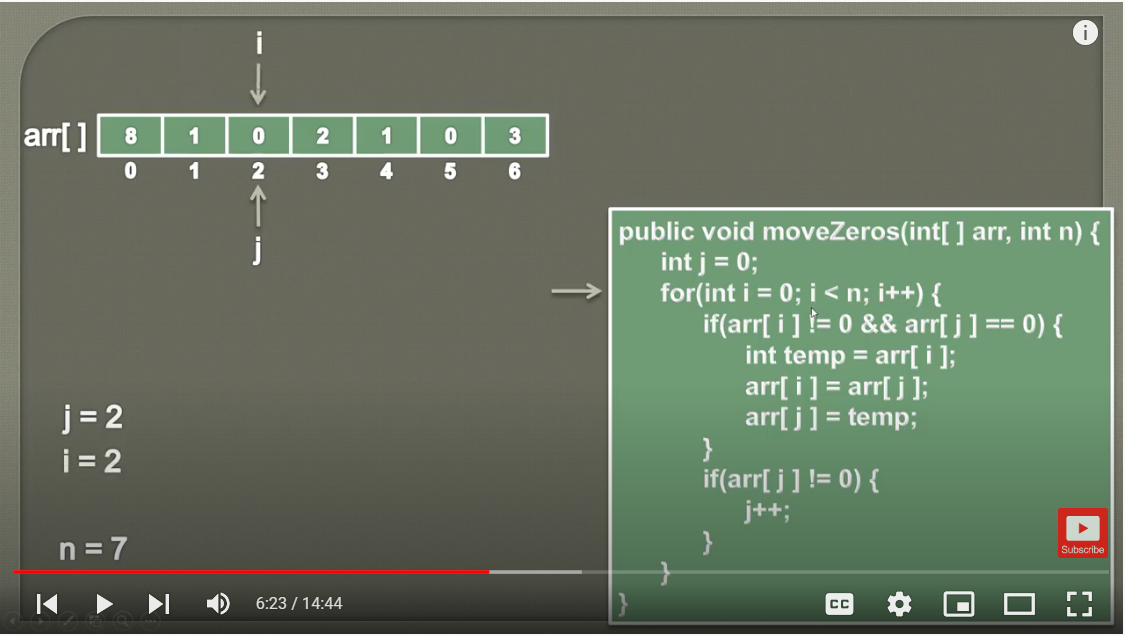 i
arr[ ] 8 1 0 2 1 0 3
0 1 2 3 4 5 6
j
public void moveZeros(int[ ] arr, int n) {
int j = 0;
for(int i = 0; i < n; i++) {
if(arr[ i ] != 0 && arr[ j ] == 0) {
int temp = arr[ i ];
arr[ i ] = arr[ j ];
arr[ j ] = temp;
}
if(arr[ j ] != 0) {
j++;
}
}
}
j = 2
i = 2
n = 7
Subscribe
6:23 / 14:44
CC